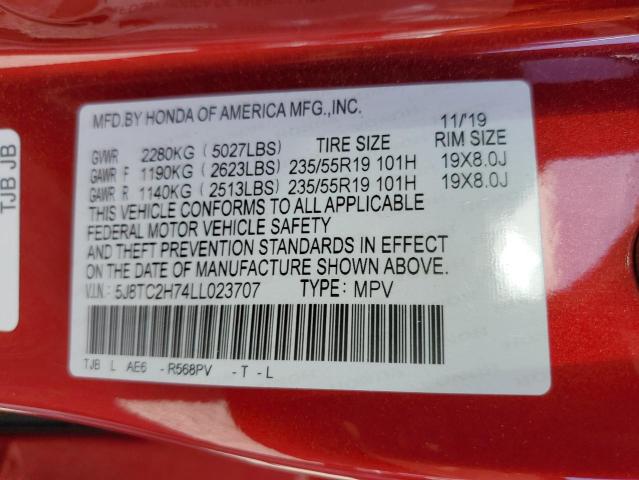 MFD.BY HONDA OF AMERICA MFG.,INC. 11/19
GVWR 2280KG (5027LBS) TIRE SIZE RIM SIZE
GAWR F 1190KG (2623LBS) 235/55R19 101H 19X8.0J
GAWR R 1140KG (2513LBS) 235/55R19 101H 19X8.0J
THIS VEHICLE CONFORMS TO ALL APPLICABLE
FEDERAL MOTOR VEHICLE SAFETY
AND THEFT PREVENTION STANDARDS IN EFFECT
ON THE DATE OF MANUFACTURE SHOWN ABOVE.
V.I.N.: 5J8TC2H74LL023707 TYPE: MPV
TJB L AE6 -R568PV -T -L
TJB JB